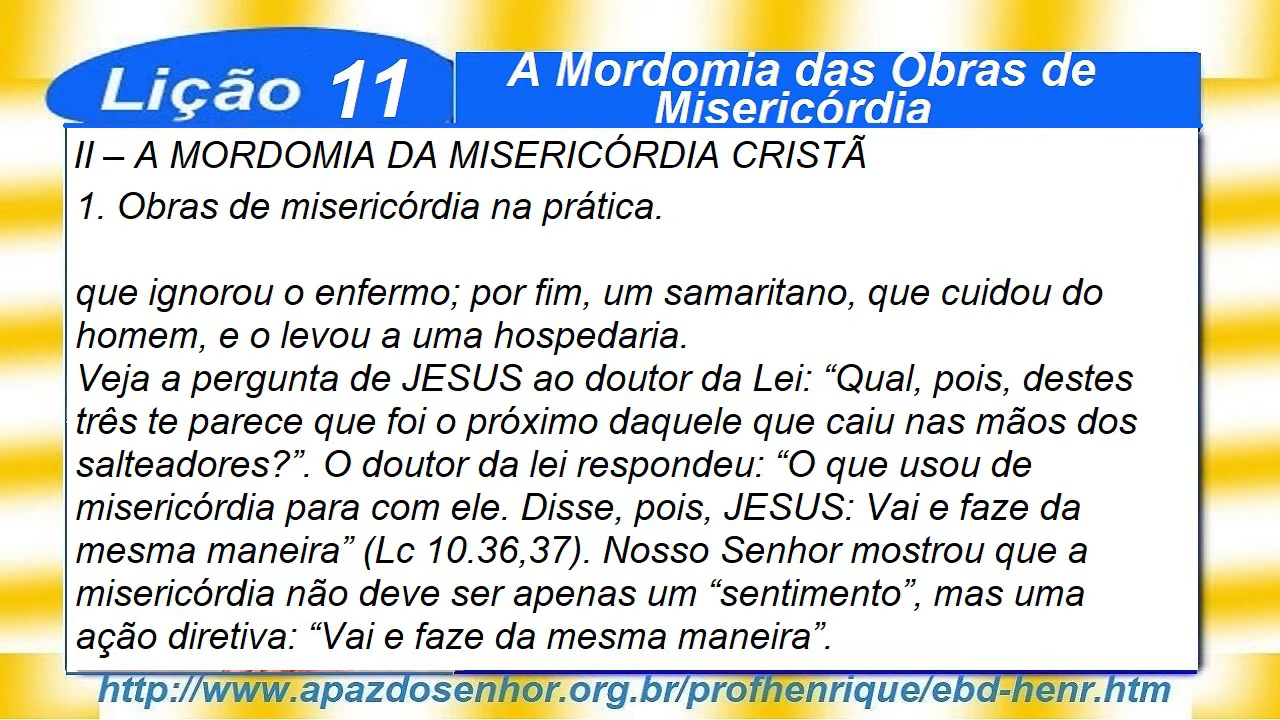 Lição 11
A Mordomia das Obras de
Misericórdia
II – A MORDOMIA DA MISERICÓRDIA CRISTÃ
1. Obras de misericórdia na prática.
que ignorou o enfermo; por fim, um samaritano, que cuidou do
homem, e o levou a uma hospedaria.
Veja a pergunta de JESUS ao doutor da Lei: “Qual, pois, destes
três te parece que foi o próximo daquele que caiu nas mãos dos
salteadores?”. O doutor da lei respondeu: “O que usou de
misericórdia para com ele. Disse, pois, JESUS: Vai e faze da
mesma maneira” (Lc 10.36,37). Nosso Senhor mostrou que a
misericórdia não deve ser apenas um “sentimento”, mas uma
ação diretiva: “Vai e faze da mesma maneira”.
http://www.apazdosenhor.org.br/profhenrique/ebd-henr.htm